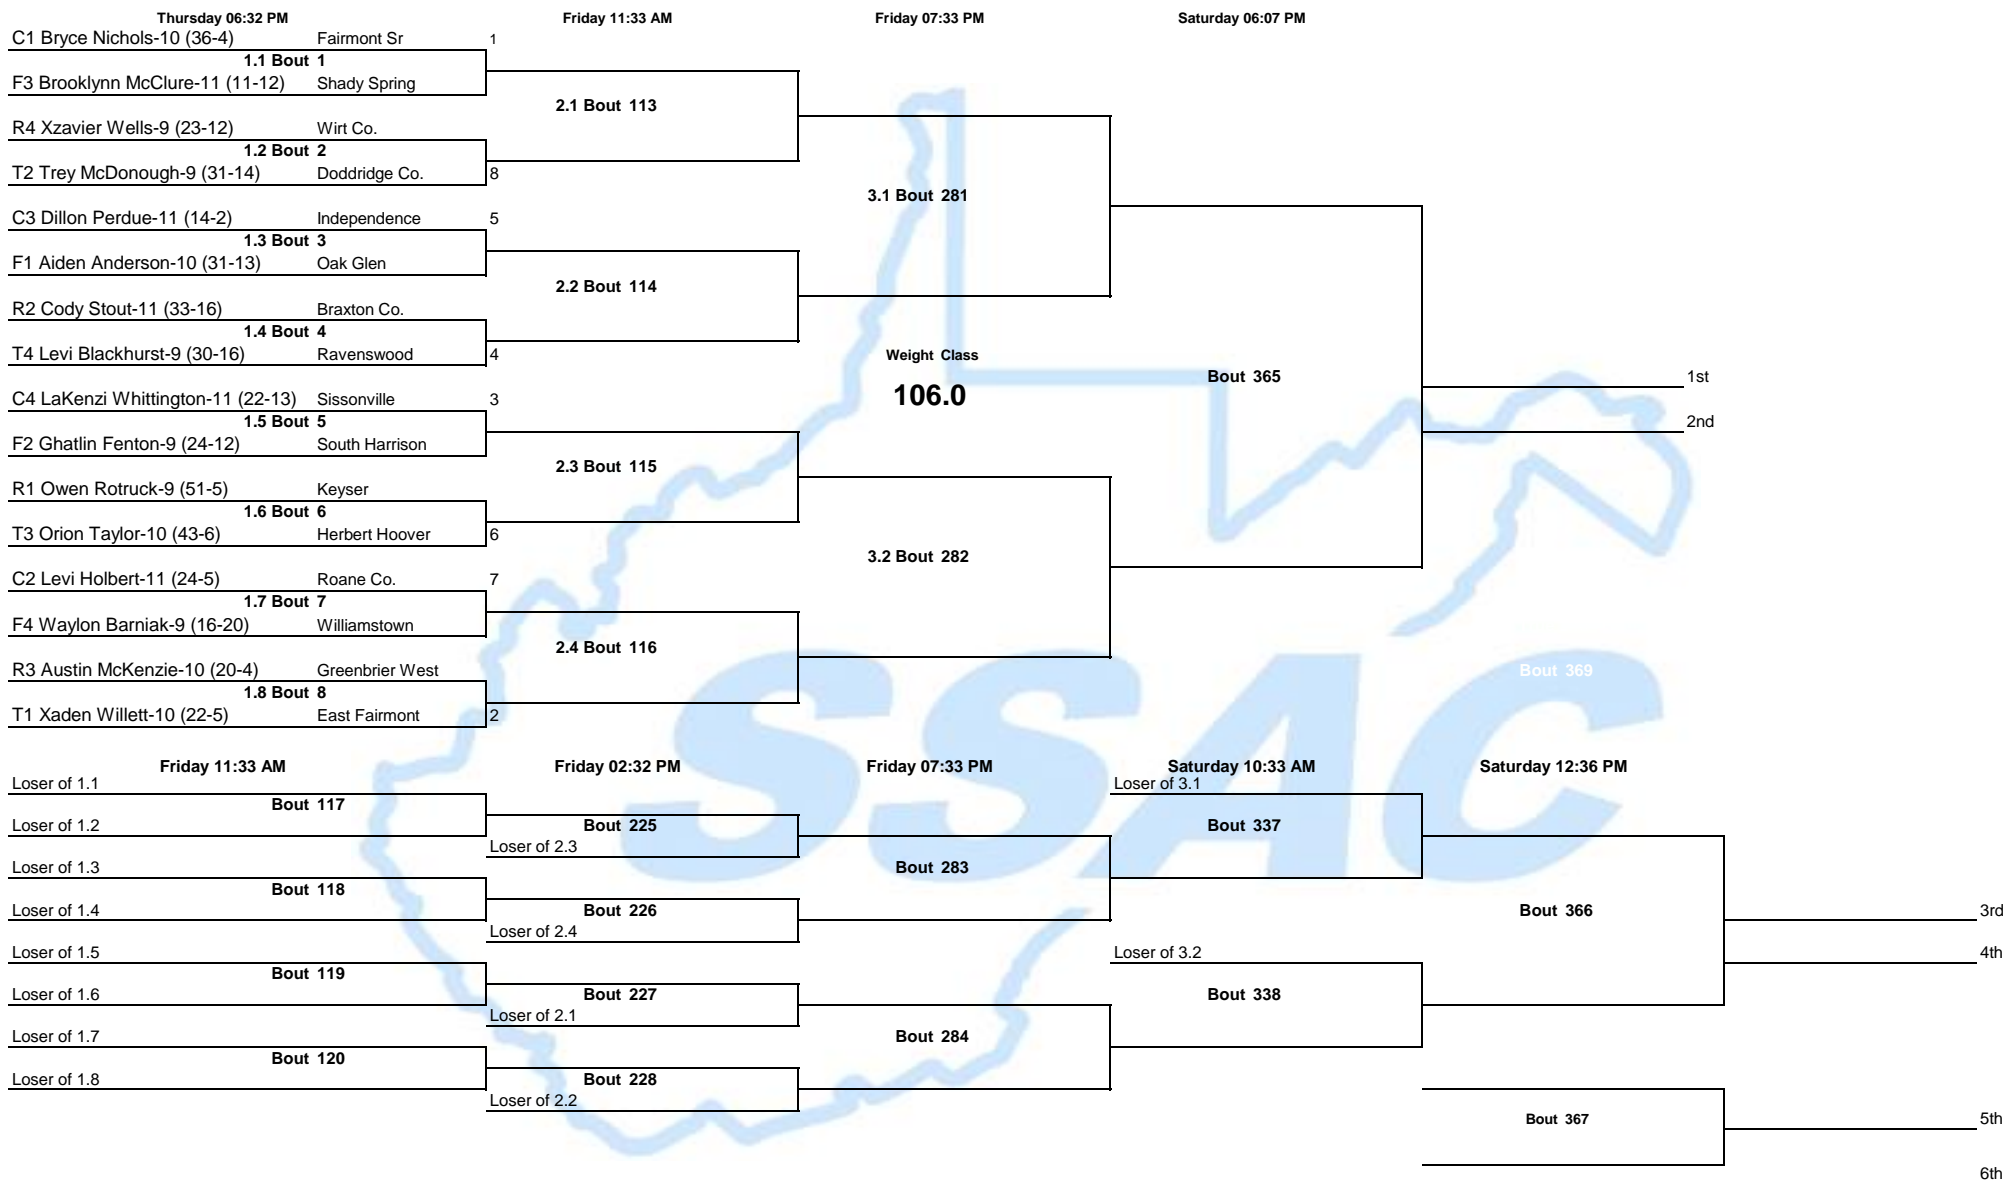 Thursday 06:32 PM Friday 11:33 AM Friday 07:33 PM Saturday 06:07 PM
C1 Bryce Nichols-10 (36-4) Fairmont Sr 1
1.1 Bout 1
F3 Brooklynn McClure-11 (11-12) Shady Spring
2.1 Bout 113
R4 Xzavier Wells-9 (23-12) Wirt Co.
1.2 Bout 2
T2 Trey McDonough-9 (31-14) Doddridge Co. 8
3.1 Bout 281
C3 Dillon Perdue-11 (14-2) Independence 5
1.3 Bout 3
F1 Aiden Anderson-10 (31-13) Oak Glen
2.2 Bout 114
R2 Cody Stout-11 (33-16) Braxton Co.
1.4 Bout 4
T4 Levi Blackhurst-9 (30-16) Ravenswood 4
Weight Class
106.0
Bout 365
1st
2nd
C4 LaKenzi Whittington-11 (22-13) Sissonville 3
1.5 Bout 5
F2 Ghatlin Fenton-9 (24-12) South Harrison
2.3 Bout 115
R1 Owen Rotruck-9 (51-5) Keyser
1.6 Bout 6
T3 Orion Taylor-10 (43-6) Herbert Hoover 6
3.2 Bout 282
C2 Levi Holbert-11 (24-5) Roane Co. 7
1.7 Bout 7
F4 Waylon Barniak-9 (16-20) Williamstown
2.4 Bout 116
R3 Austin McKenzie-10 (20-4) Greenbrier West
1.8 Bout 8
T1 Xaden Willett-10 (22-5) East Fairmont 2
Bout 369
SSAC
Friday 11:33 AM Friday 02:32 PM Friday 07:33 PM Saturday 10:33 AM Saturday 12:36 PM
Loser of 1.1 Loser of 3.1
Bout 117
Loser of 1.2 Bout 225 Bout 337
Loser of 2.3
Loser of 1.3 Bout 283
Bout 118
Loser of 1.4 Bout 226 Bout 366 3rd
Loser of 2.4
Loser of 1.5 Loser of 3.2 4th
Bout 119
Loser of 1.6 Bout 227 Bout 338
Loser of 2.1
Loser of 1.7 Bout 284
Bout 120
Loser of 1.8 Bout 228
Loser of 2.2
Bout 367 5th
6th